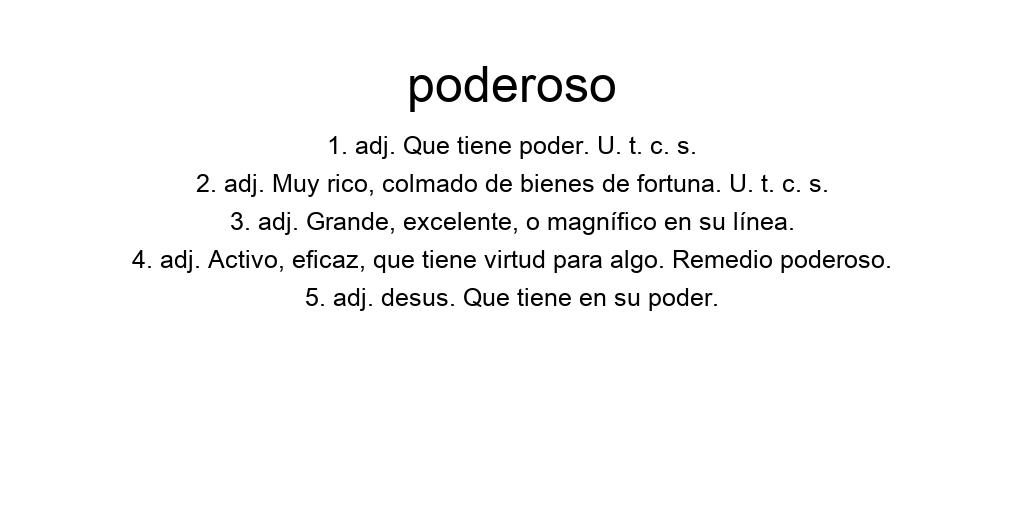 poderoso
1. adj. Que tiene poder. U. t. c. s.
2. adj. Muy rico, colmado de bienes de fortuna. U. t. c. s.
3. adj. Grande, excelente, o magnífico en su línea.
4. adj. Activo, eficaz, que tiene virtud para algo. Remedio poderoso.
5. adj. desus. Que tiene en su poder.